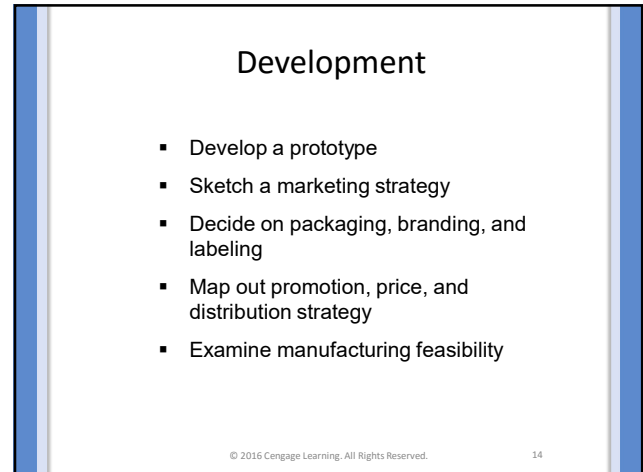 Development
▪ Develop a prototype
▪ Sketch a marketing strategy
▪ Decide on packaging, branding, and
labeling
▪ Map out promotion, price, and
distribution strategy
▪ Examine manufacturing feasibility
© 2016 Cengage Learning. All Rights Reserved. 14